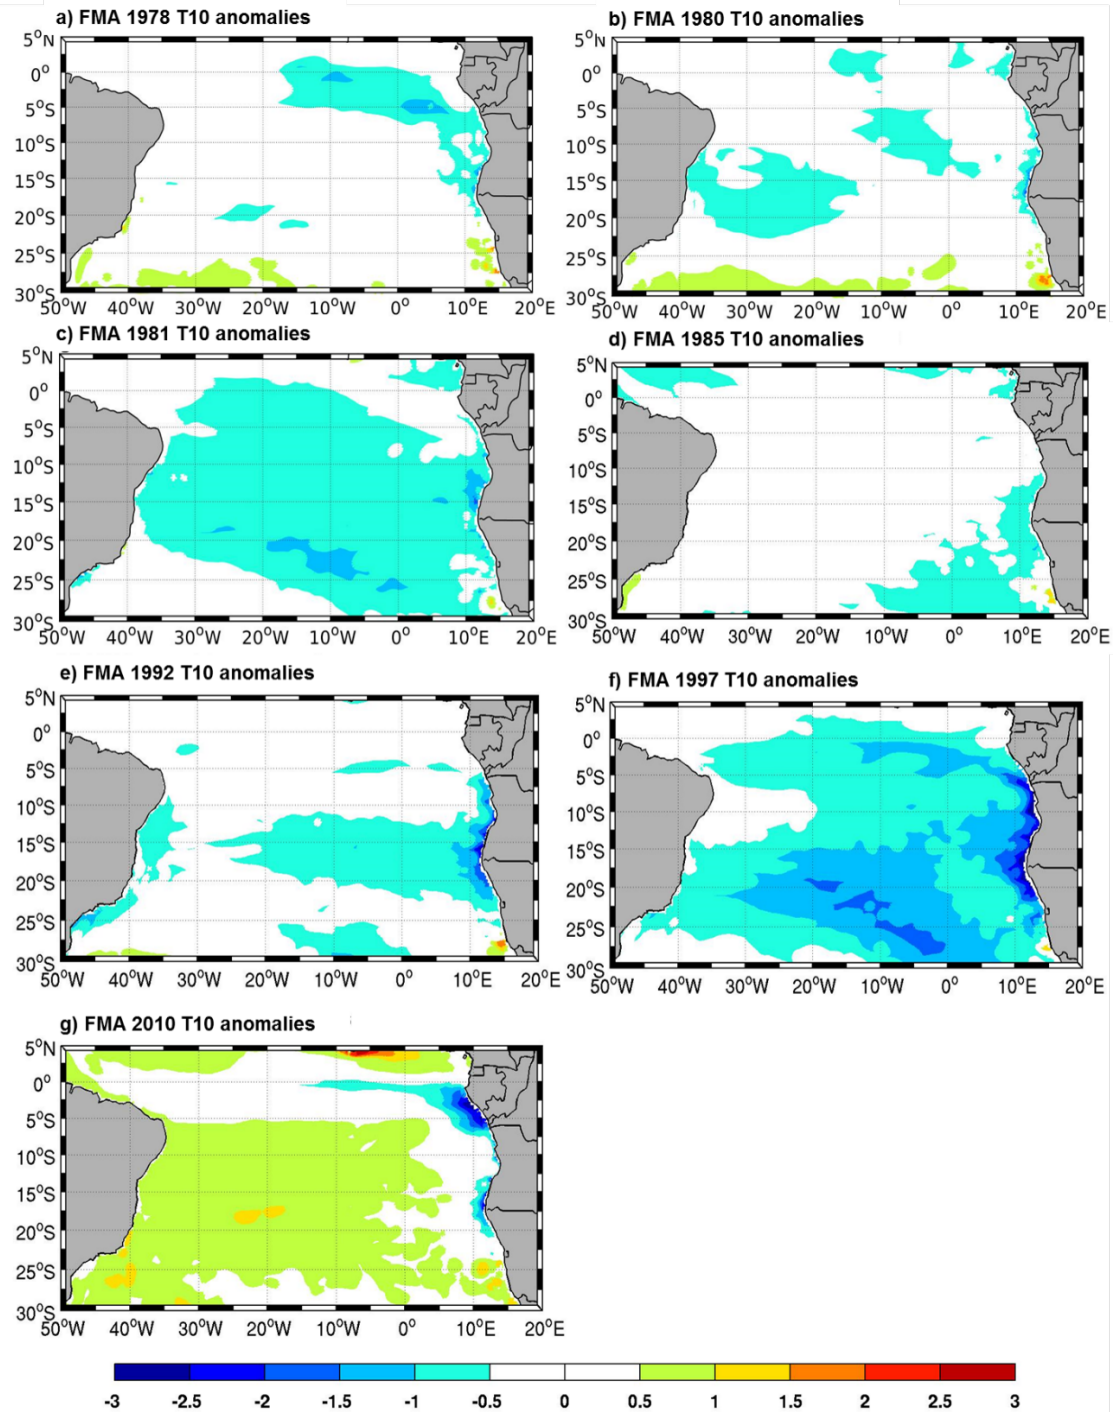 a) FMA 1978 T10 anomalies
5°N
0°
5°S
10°S
15°S
20°S
25°S
30°S
50°W 40°W 30°W 20°W 10°W 0° 10°E 20°E
b) FMA 1980 T10 anomalies
5°N
0°
5°S
10°S
15°S
20°S
25°S
30°S
50°W 40°W 30°W 20°W 10°W 0° 10°E 20°E
c) FMA 1981 T10 anomalies
5°N
0°
5°S
10°S
15°S
20°S
25°S
30°S
50°W 40°W 30°W 20°W 10°W 0° 10°E 20°E
d) FMA 1985 T10 anomalies
5°N
0°
5°S
10°S
15°S
20°S
25°S
30°S
50°W 40°W 30°W 20°W 10°W 0° 10°E 20°E
e) FMA 1992 T10 anomalies
5°N
0°
5°S
10°S
15°S
20°S
25°S
30°S
50°W 40°W 30°W 20°W 10°W 0° 10°E 20°E
f) FMA 1997 T10 anomalies
5°N
0°
5°S
10°S
15°S
20°S
25°S
30°S
50°W 40°W 30°W 20°W 10°W 0° 10°E 20°E
g) FMA 2010 T10 anomalies
5°N
0°
5°S
10°S
15°S
20°S
25°S
30°S
50°W 40°W 30°W 20°W 10°W 0° 10°E 20°E
-3 -2.5 -2 -1.5 -1 -0.5 0 0.5 1 1.5 2 2.5 3